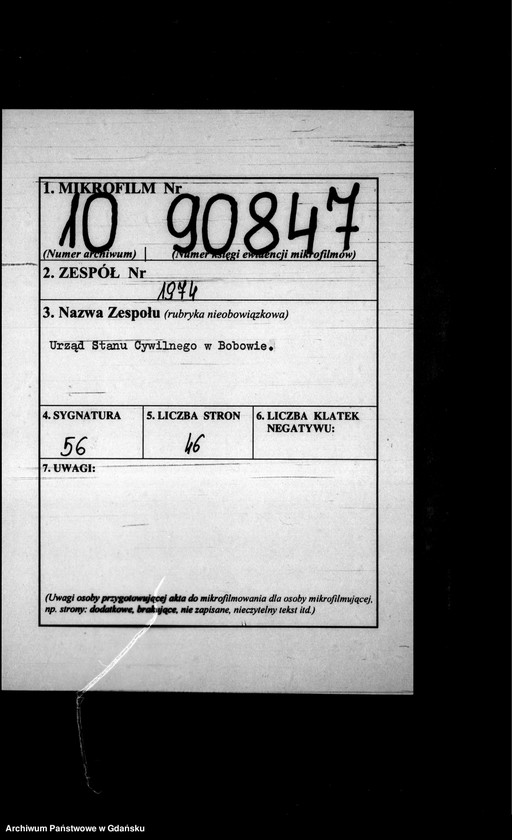 1. MIKROFILM Nr
10 90847
(Numer archiwum) (Numer księgi ewidencji mikrofilmów)
2. ZESPÓŁ Nr
1974
3. Nazwa Zespołu (rubryka nieobowiązkowa)
Urząd Stanu Cywilnego w Bobowie.
4. SYGNATURA 5. LICZBA STRON 6. LICZBA KLATEK
NEGATYWU:
56 46
7. UWAGI:
(Uwagi osoby przygotowującej akta do mikrofilmowania dla osoby mikrofilmującej,
np. strony: dodatkowe, brakujące, nie zapisane, nieczytelny tekst itd.)
Archiwum Państwowe w Gdańsku